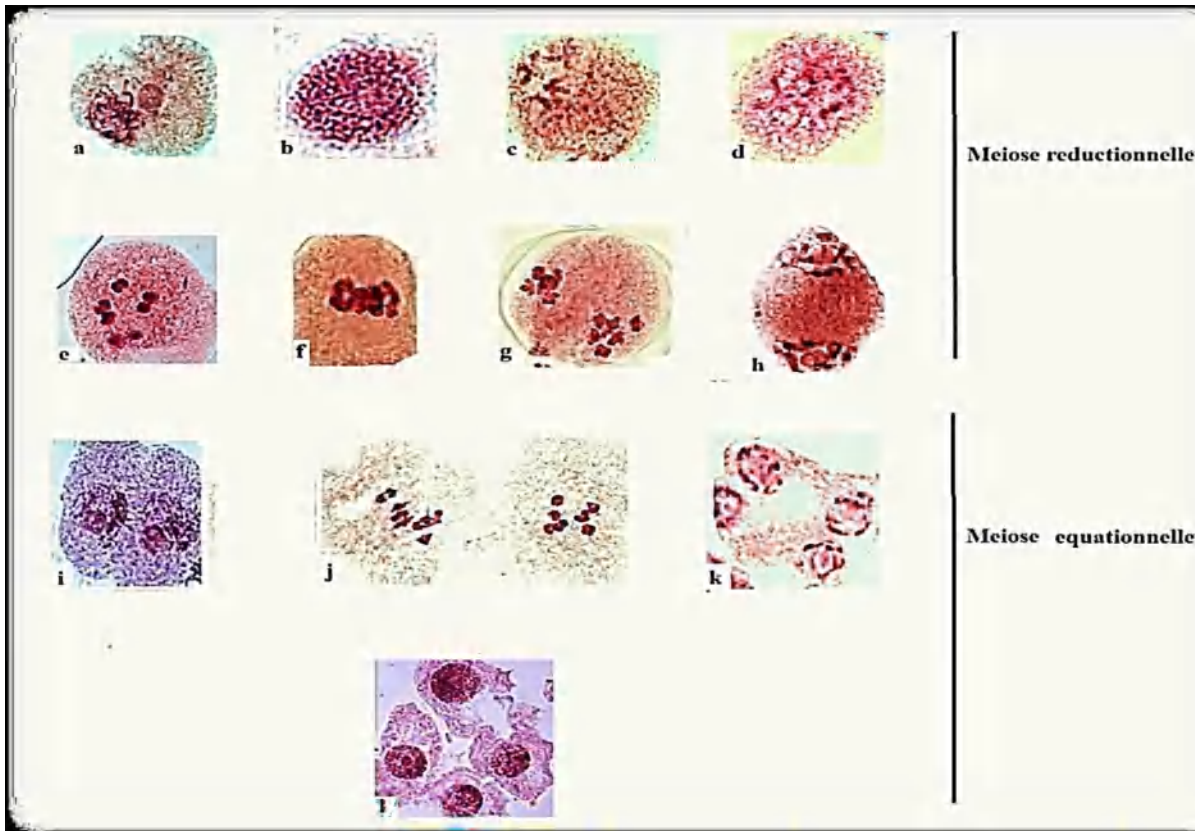 a b c d
Meiose reductionnelle
e f g h
i j k
Meiose equationnelle
l